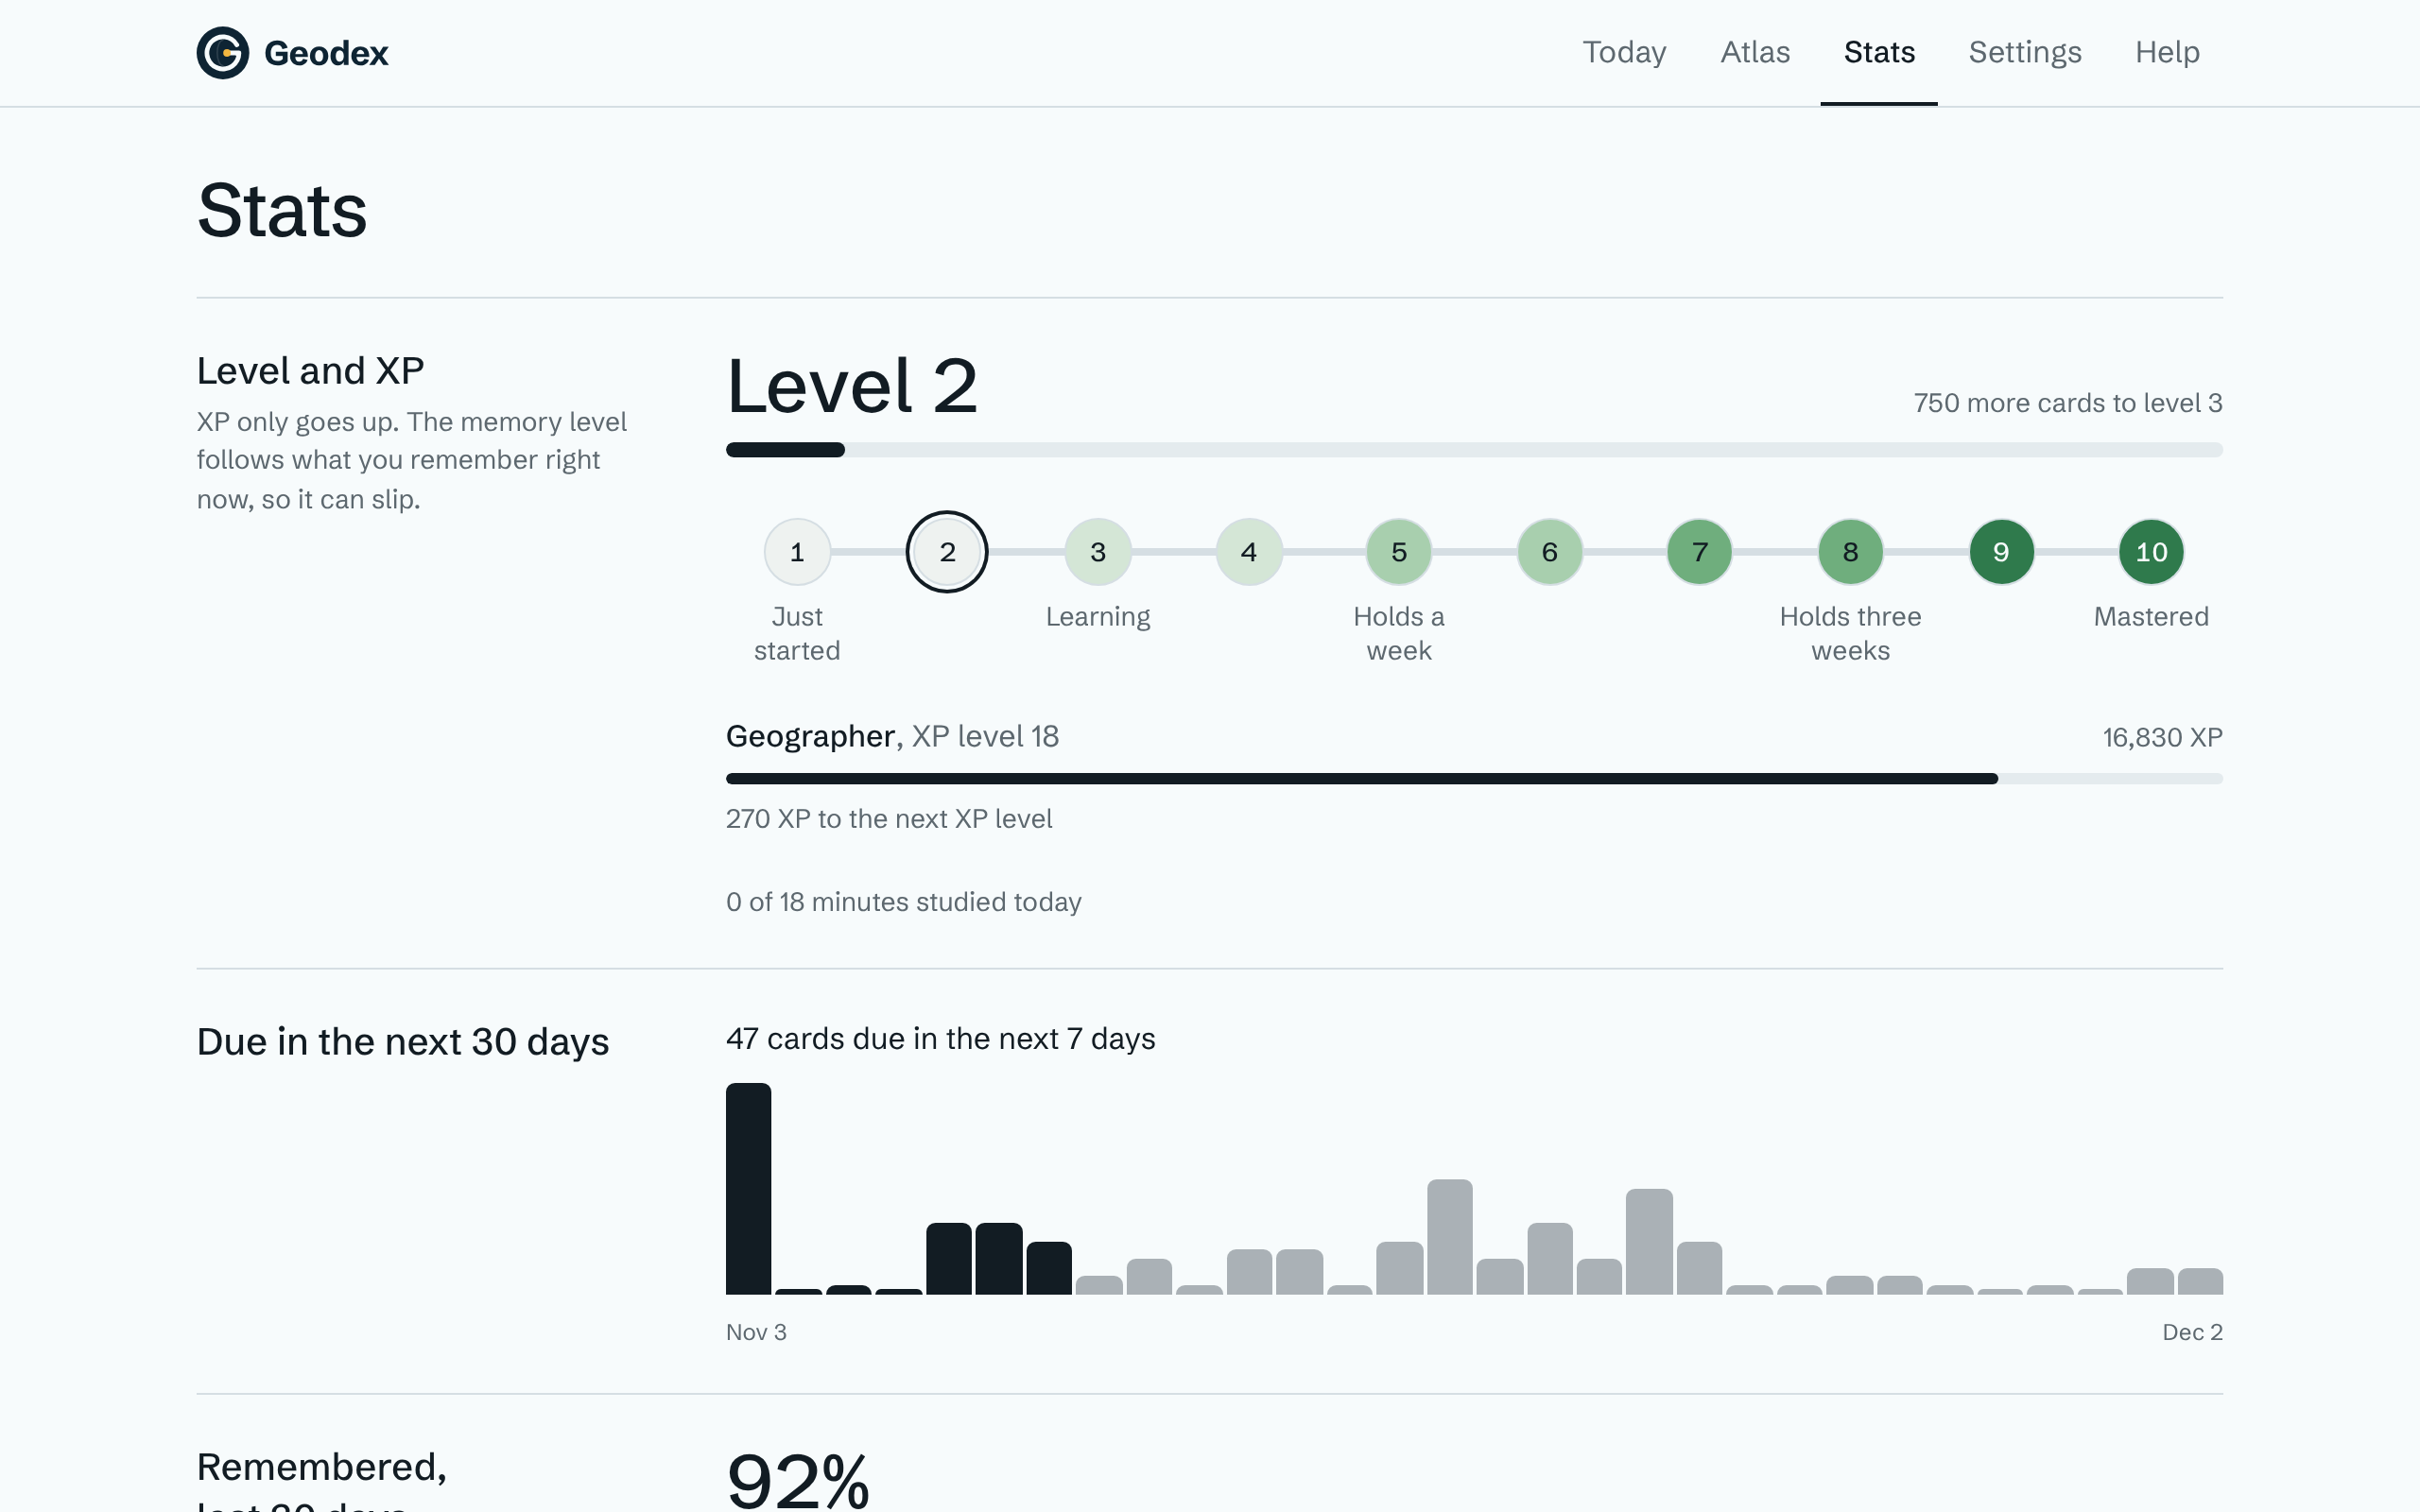 Geodex
Today Atlas Stats Settings Help
Stats
Level and XP
XP only goes up. The memory level
follows what you remember right
now, so it can slip.
Level 2
750 more cards to level 3
1 2 3 4 5 6 7 8 9 10
Just
started
Learning
Holds a
week
Holds three
weeks
Mastered
Geographer, XP level 18
16,830 XP
270 XP to the next XP level
0 of 18 minutes studied today
Due in the next 30 days
47 cards due in the next 7 days
Nov 3
Dec 2
Remembered,
92%